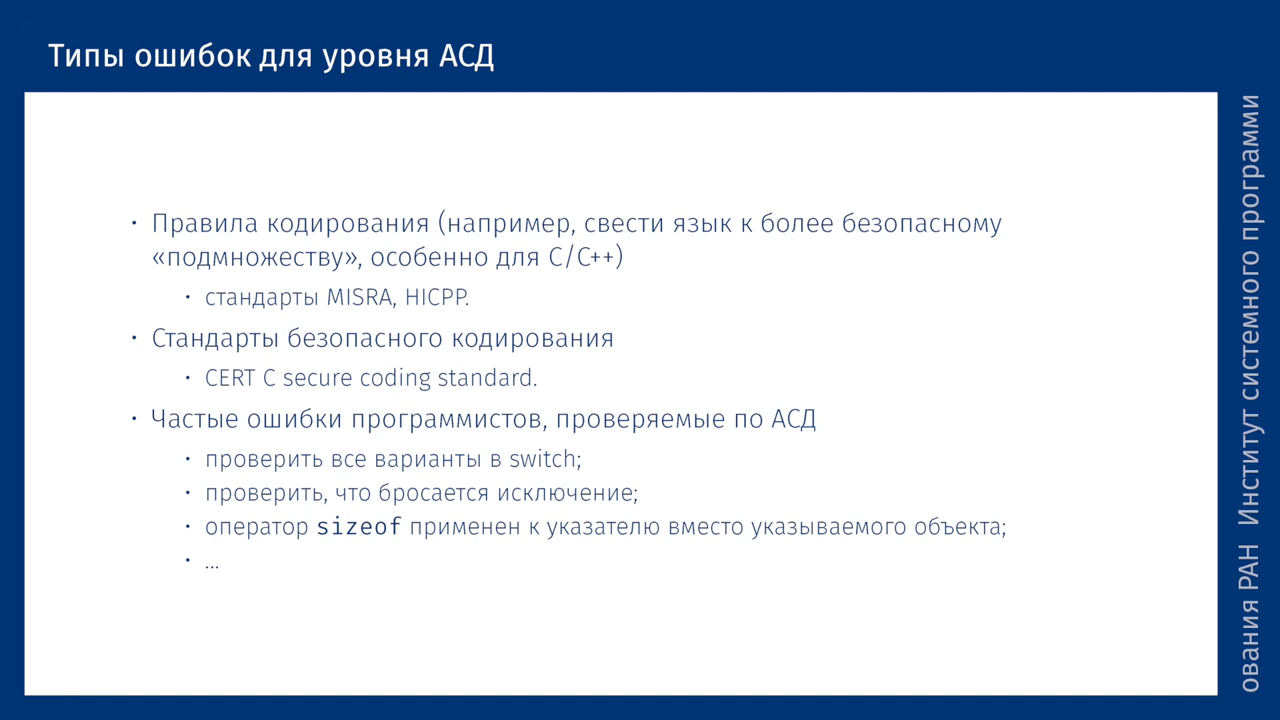 Типы ошибок для уровня АСД
• Правила кодирования (например, свести язык к более безопасному
«подмножеству», особенно для C/C++)
• стандарты MISRA, HICPP.
• Стандарты безопасного кодирования
• CERT C secure coding standard.
• Частые ошибки программистов, проверяемые по АСД
• проверить все варианты в switch;
• проверить, что бросается исключение;
• оператор sizeof применен к указателю вместо указываемого объекта;
• ...
ования РАН Институт системного программи